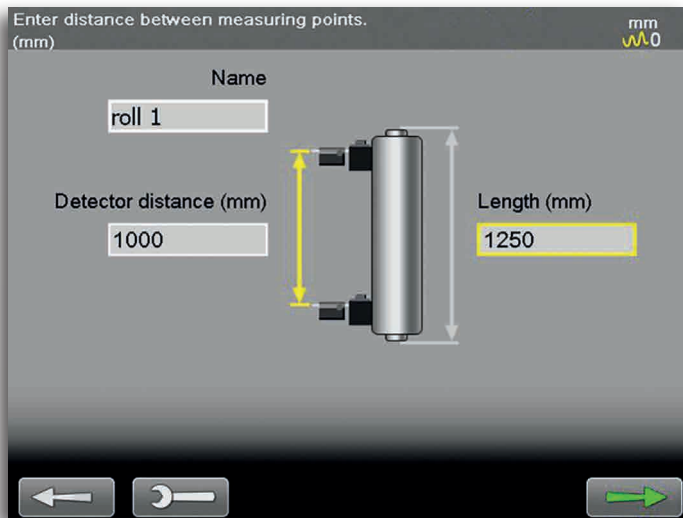 Enter distance between measuring points.
(mm)
mm
0
Name
roll 1
Detector distance (mm)
1000
Length (mm)
1250